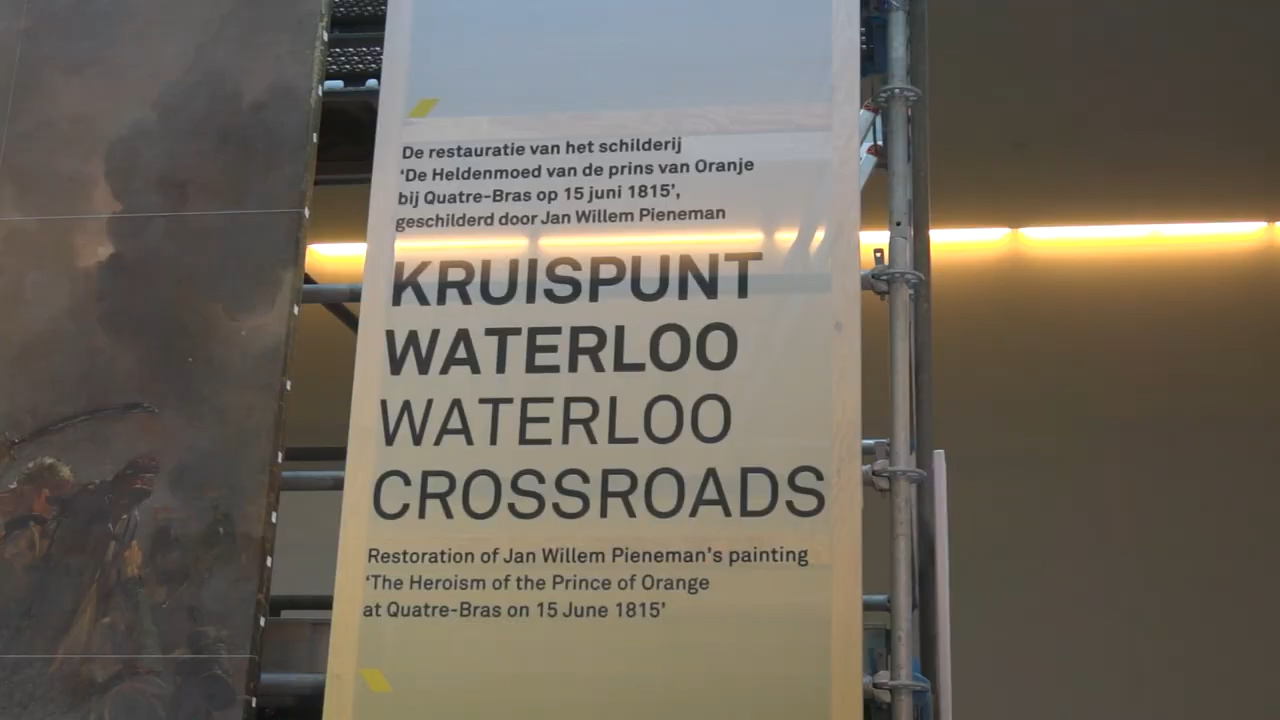 De restauratie van het schilderij
‘De Heldenmoed van de prins van Oranje
bij Quatre-Bras op 15 juni 1815’,
geschilderd door Jan Willem Pieneman
KRUISPUNT
WATERLOO
WATERLOO
CROSSROADS
Restoration of Jan Willem Pieneman's painting
‘The Heroism of the Prince of Orange
at Quatre-Bras on 15 June 1815’